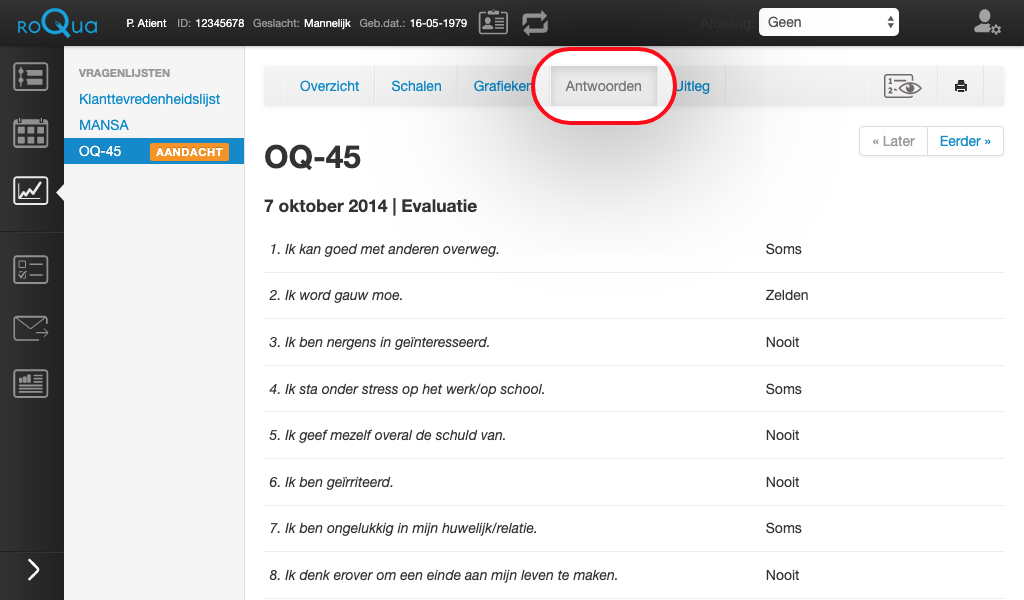 ROQUA P. Atient ID: 12345678 Geslacht: Mannelijk Geb.dat.: 16-05-1979 Afdeling: Geen
VRAGENLIJSTEN
Klanttevredenheidslijst
MANSA
OQ-45 AANDACHT
Overzicht Schalen Grafieken Antwoorden Uitleg
« Later Eerder »
OQ-45
7 oktober 2014 | Evaluatie
1. Ik kan goed met anderen overweg. Soms
2. Ik word gauw moe. Zelden
3. Ik ben nergens in geïnteresseerd. Nooit
4. Ik sta onder stress op het werk/op school. Soms
5. Ik geef mezelf overal de schuld van. Nooit
6. Ik ben geïrriteerd. Nooit
7. Ik ben ongelukkig in mijn huwelijk/relatie. Soms
8. Ik denk erover om een einde aan mijn leven te maken. Nooit